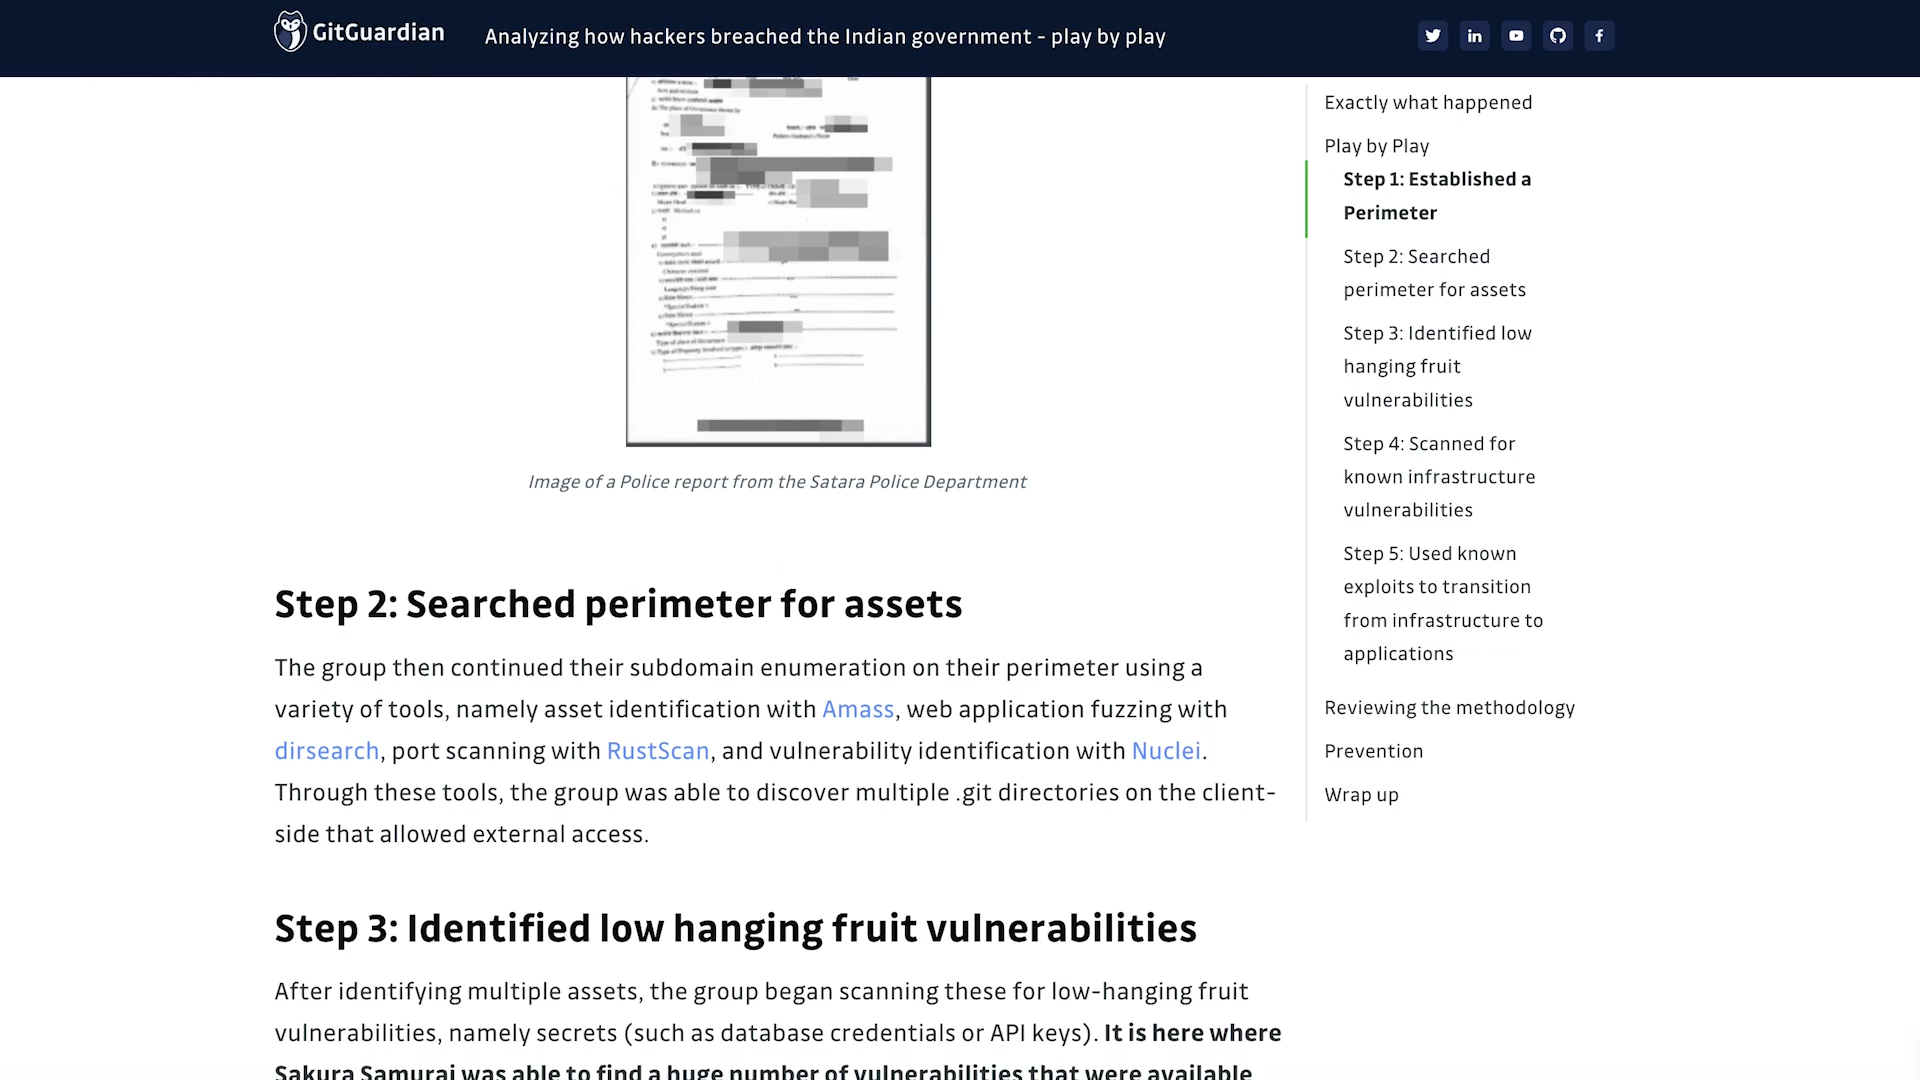 GitGuardian
Analyzing how hackers breached the Indian government - play by play
Image of a Police report from the Satara Police Department
Step 2: Searched perimeter for assets
The group then continued their subdomain enumeration on their perimeter using a
variety of tools, namely asset identification with Amass, web application fuzzing with
dirsearch, port scanning with RustScan, and vulnerability identification with Nuclei.
Through these tools, the group was able to discover multiple .git directories on the client-
side that allowed external access.
Step 3: Identified low hanging fruit vulnerabilities
After identifying multiple assets, the group began scanning these for low-hanging fruit
vulnerabilities, namely secrets (such as database credentials or API keys). It is here where
Sakura Samurai was able to find a huge number of vulnerabilities that were available
Exactly what happened
Play by Play
Step 1: Established a
Perimeter
Step 2: Searched
perimeter for assets
Step 3: Identified low
hanging fruit
vulnerabilities
Step 4: Scanned for
known infrastructure
vulnerabilities
Step 5: Used known
exploits to transition
from infrastructure to
applications
Reviewing the methodology
Prevention
Wrap up